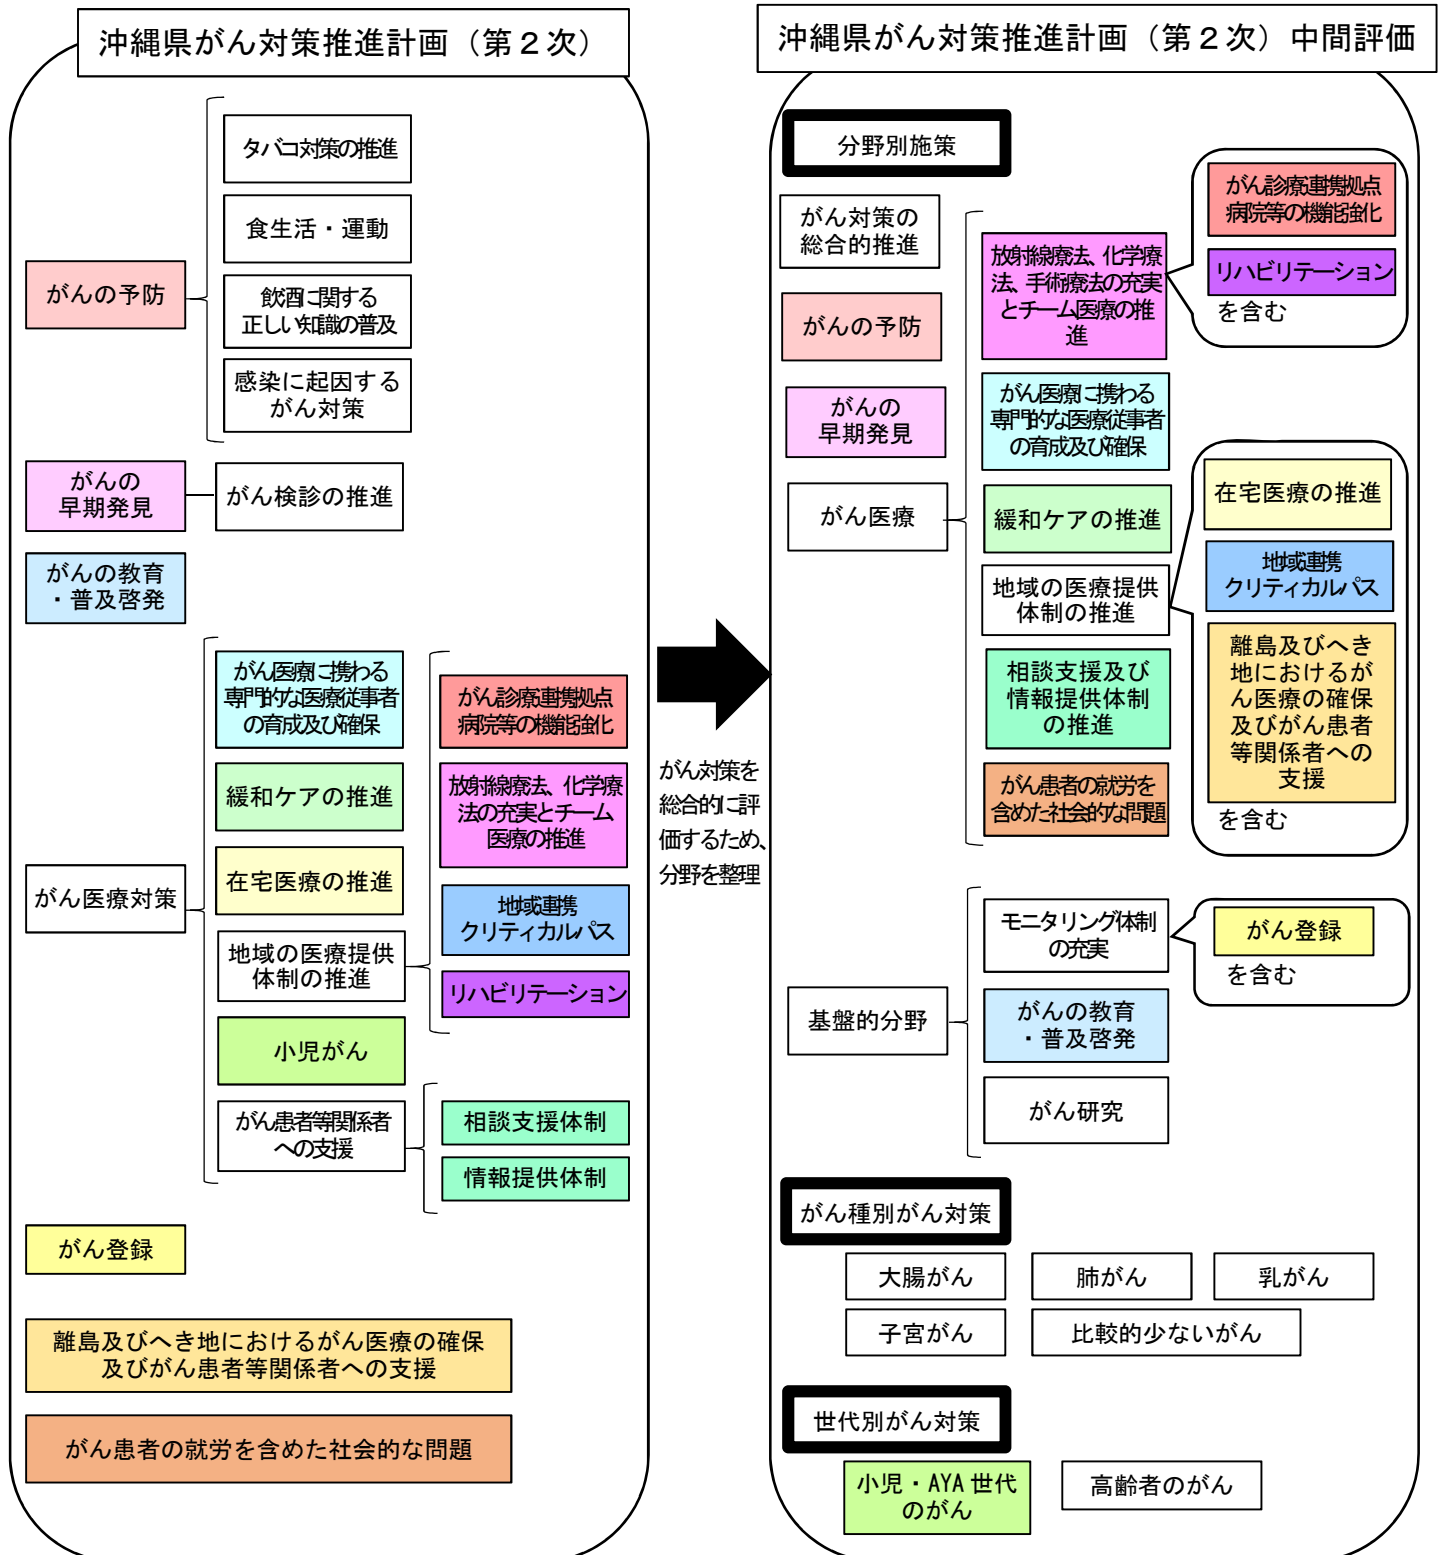 沖縄県がん対策推進計画（第２次）
タバコ対策の推進
食生活・運動
がんの予防
飲酒に関する
正しい知識の普及
感染に起因する
がん対策
がんの
早期発見
がん検診の推進
がんの教育
・普及啓発
がん医療に携わる
専門的な医療従事者
の育成及び確保
がん診療連携拠点
病院等の機能強化
緩和ケアの推進
放射線療法、化学療
法の充実とチーム
医療の推進
がん医療対策
在宅医療の推進
地域連携
クリティカルパス
地域の医療提供
体制の推進
リハビリテーション
小児がん
がん患者等関係者
への支援
相談支援体制
情報提供体制
がん登録
離島及びへき地におけるがん医療の確保
及びがん患者等関係者への支援
がん患者の就労を含めた社会的な問題
がん対策を
総合的に評
価するため、
分野を整理
沖縄県がん対策推進計画（第２次）中間評価
分野別施策
がん対策の
総合的推進
がんの予防
がんの
早期発見
がん医療
放射線療法、化学療
法、手術療法の充実
とチーム医療の推
進
がん診療連携拠点
病院等の機能強化
リハビリテーション
を含む
がん医療に携わる
専門的な医療従事者
の育成及び確保
緩和ケアの推進
地域の医療提供
体制の推進
在宅医療の推進
地域連携
クリティカルパス
離島及びへき
地におけるが
ん医療の確保
及びがん患者
等関係者への
支援
を含む
相談支援及び
情報提供体制
の推進
がん患者の就労を
含めた社会的な問題
基盤的分野
モニタリング体制
の充実
がん登録
を含む
がんの教育
・普及啓発
がん研究
がん種別がん対策
大腸がん
肺がん
乳がん
子宮がん
比較的少ないがん
世代別がん対策
小児・AYA 世代
のがん
高齢者のがん